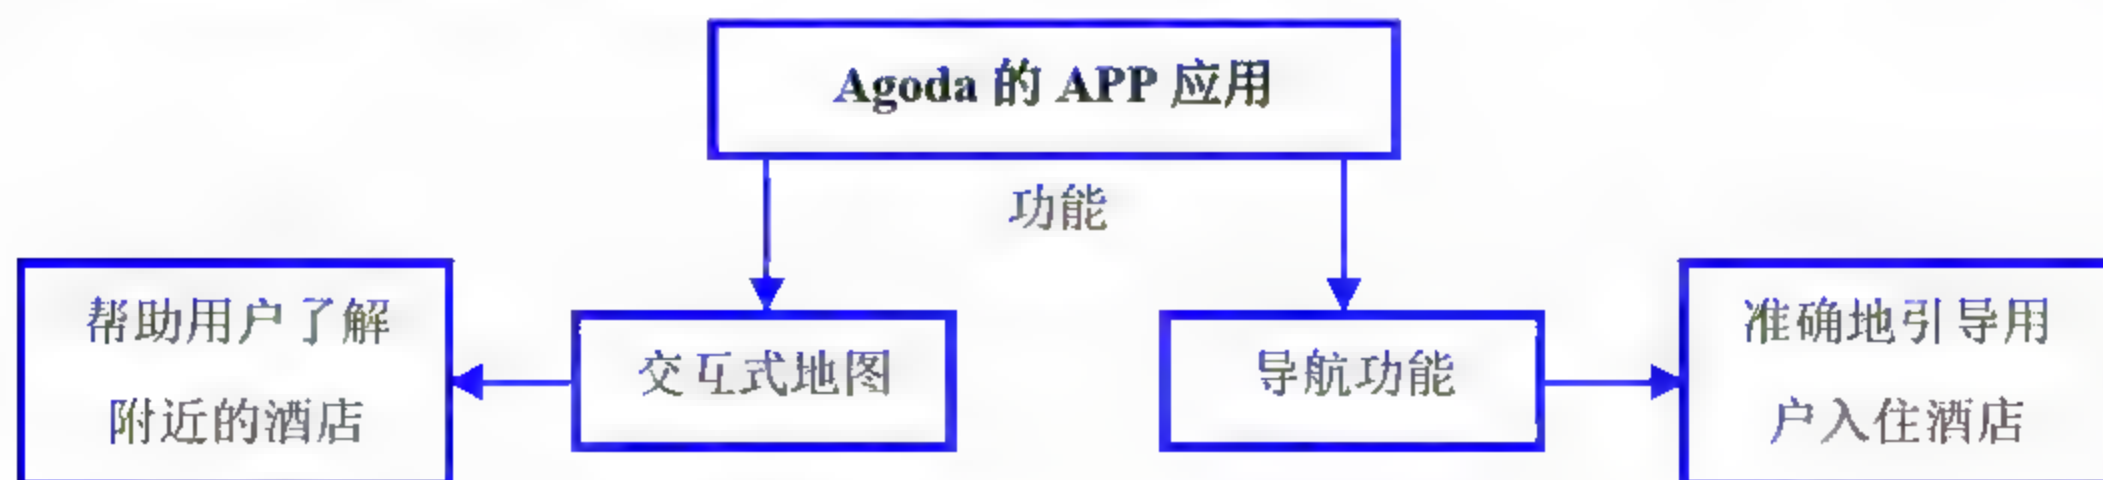 Agoda 的 APP 应用
功能
帮助用户了解
附近的酒店
交互式地图
导航功能
准确地引导用
户入住酒店